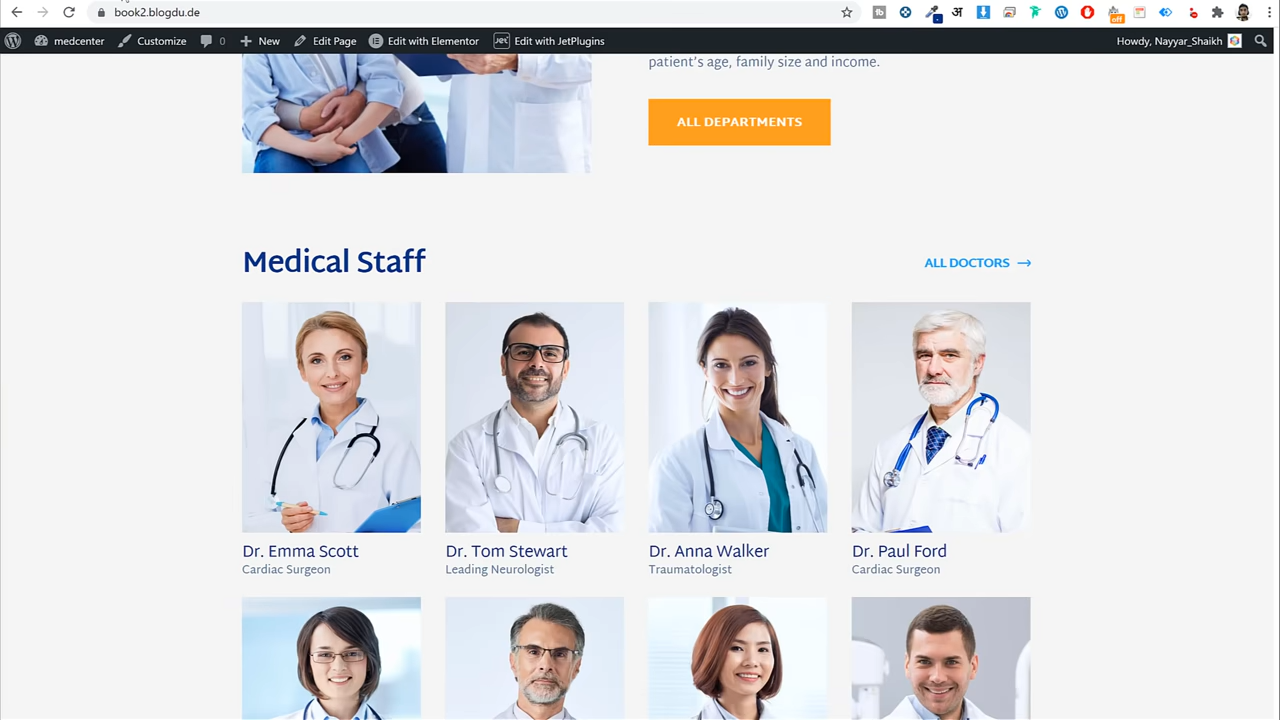 book2.blogdu.de
medcenter Customize 0 New Edit Page Edit with Elementor JET Edit with JetPlugins Howdy, Nayyar_Shaikh
patient's age, family size and income.
ALL DEPARTMENTS
Medical Staff
ALL DOCTORS →
Dr. Emma Scott
Cardiac Surgeon
Dr. Tom Stewart
Leading Neurologist
Dr. Anna Walker
Traumatologist
Dr. Paul Ford
Cardiac Surgeon